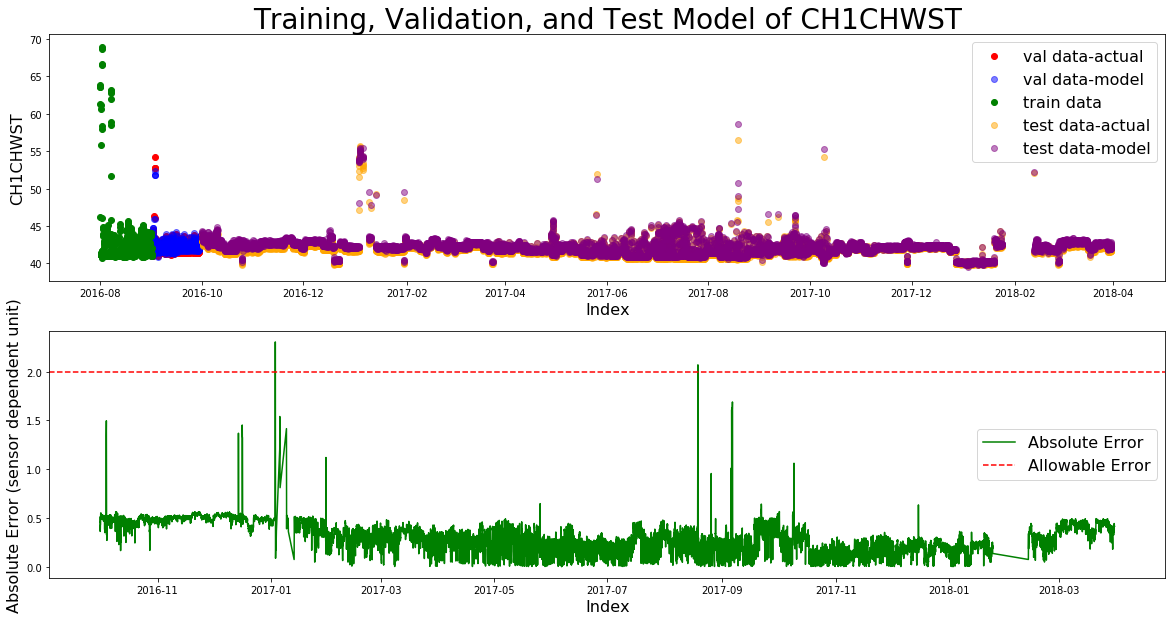 Training, Validation, and Test Model of CH1CHWST
CH1CHWST
70
65
60
55
50
45
40
val data-actual
val data-model
train data
test data-actual
test data-model
2016-08 2016-10 2016-12 2017-02 2017-04 2017-06 2017-08 2017-10 2017-12 2018-02 2018-04
Index
Absolute Error (sensor dependent unit)
2.0
1.5
1.0
0.5
0.0
Absolute Error
Allowable Error
2016-11 2017-01 2017-03 2017-05 2017-07 2017-09 2017-11 2018-01 2018-03
Index